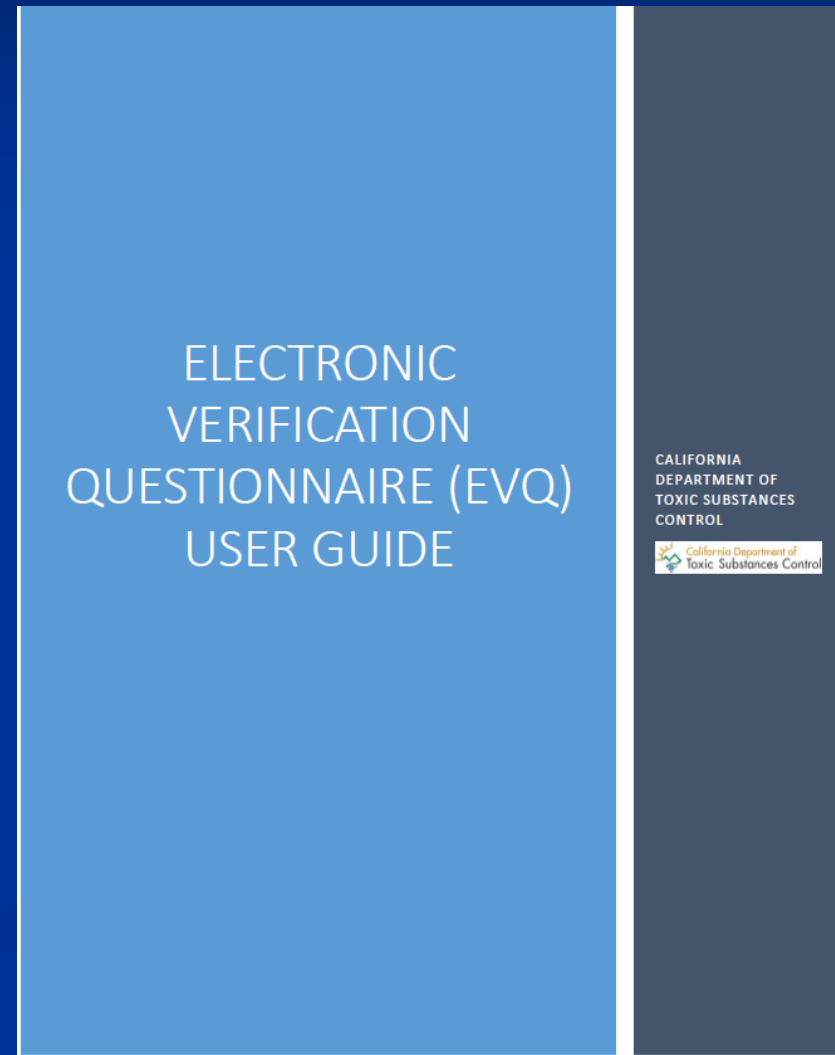 ELECTRONIC
VERIFICATION
QUESTIONNAIRE (EVQ)
USER GUIDE
CALIFORNIA
DEPARTMENT OF
TOXIC SUBSTANCES
CONTROL
California Department of
Toxic Substances Control